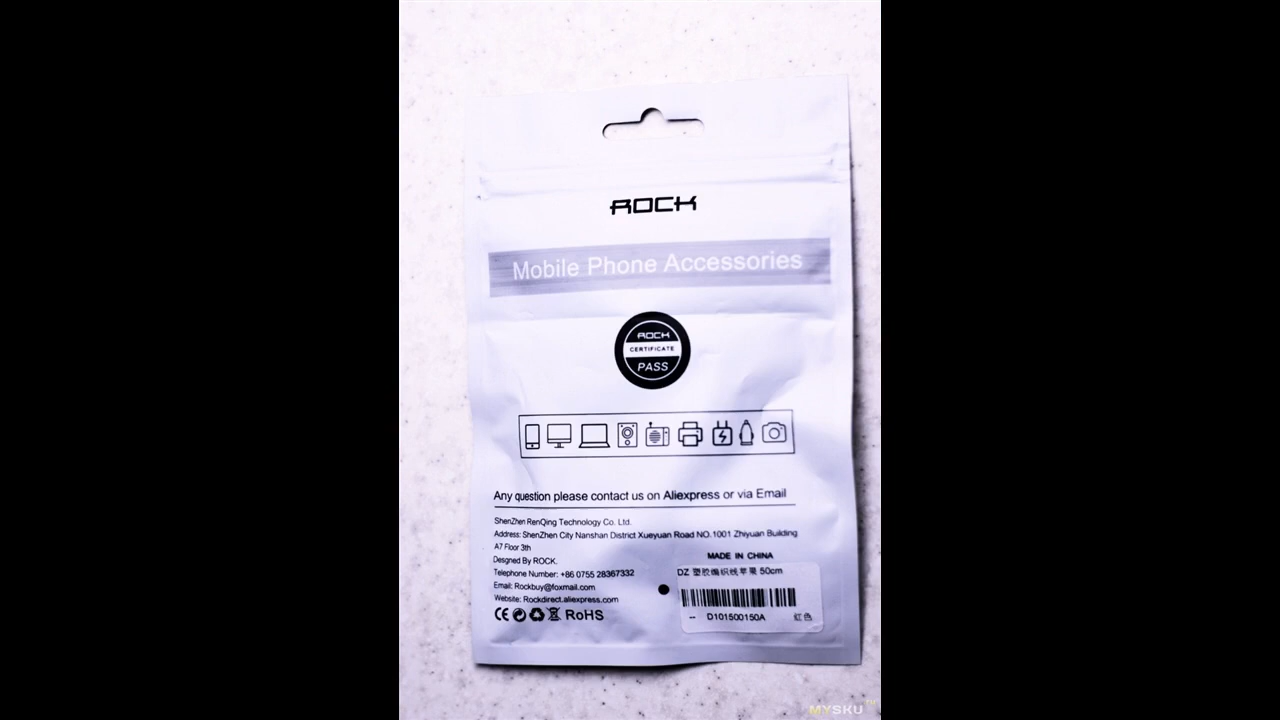 ROCK
Mobile Phone Accessories
ROCK
CERTIFICATE
PASS
Any question please contact us on Aliexpress or via Email
ShenZhen RenQing Technology Co. Ltd.
Address: ShenZhen City Nanshan District Xueyuan Road NO.1001 Zhiyuan Building
A7 Floor 3th
Desgned By ROCK.
Telephone Number: +86 0755 28367332
Email: Rockbuy@foxmail.com
Website: Rockdirect.aliexpress.com
CE RoHS
MADE IN CHINA
DZ 塑胶编织线苹果 50cm
-- D101500150A 红色
MYSKU